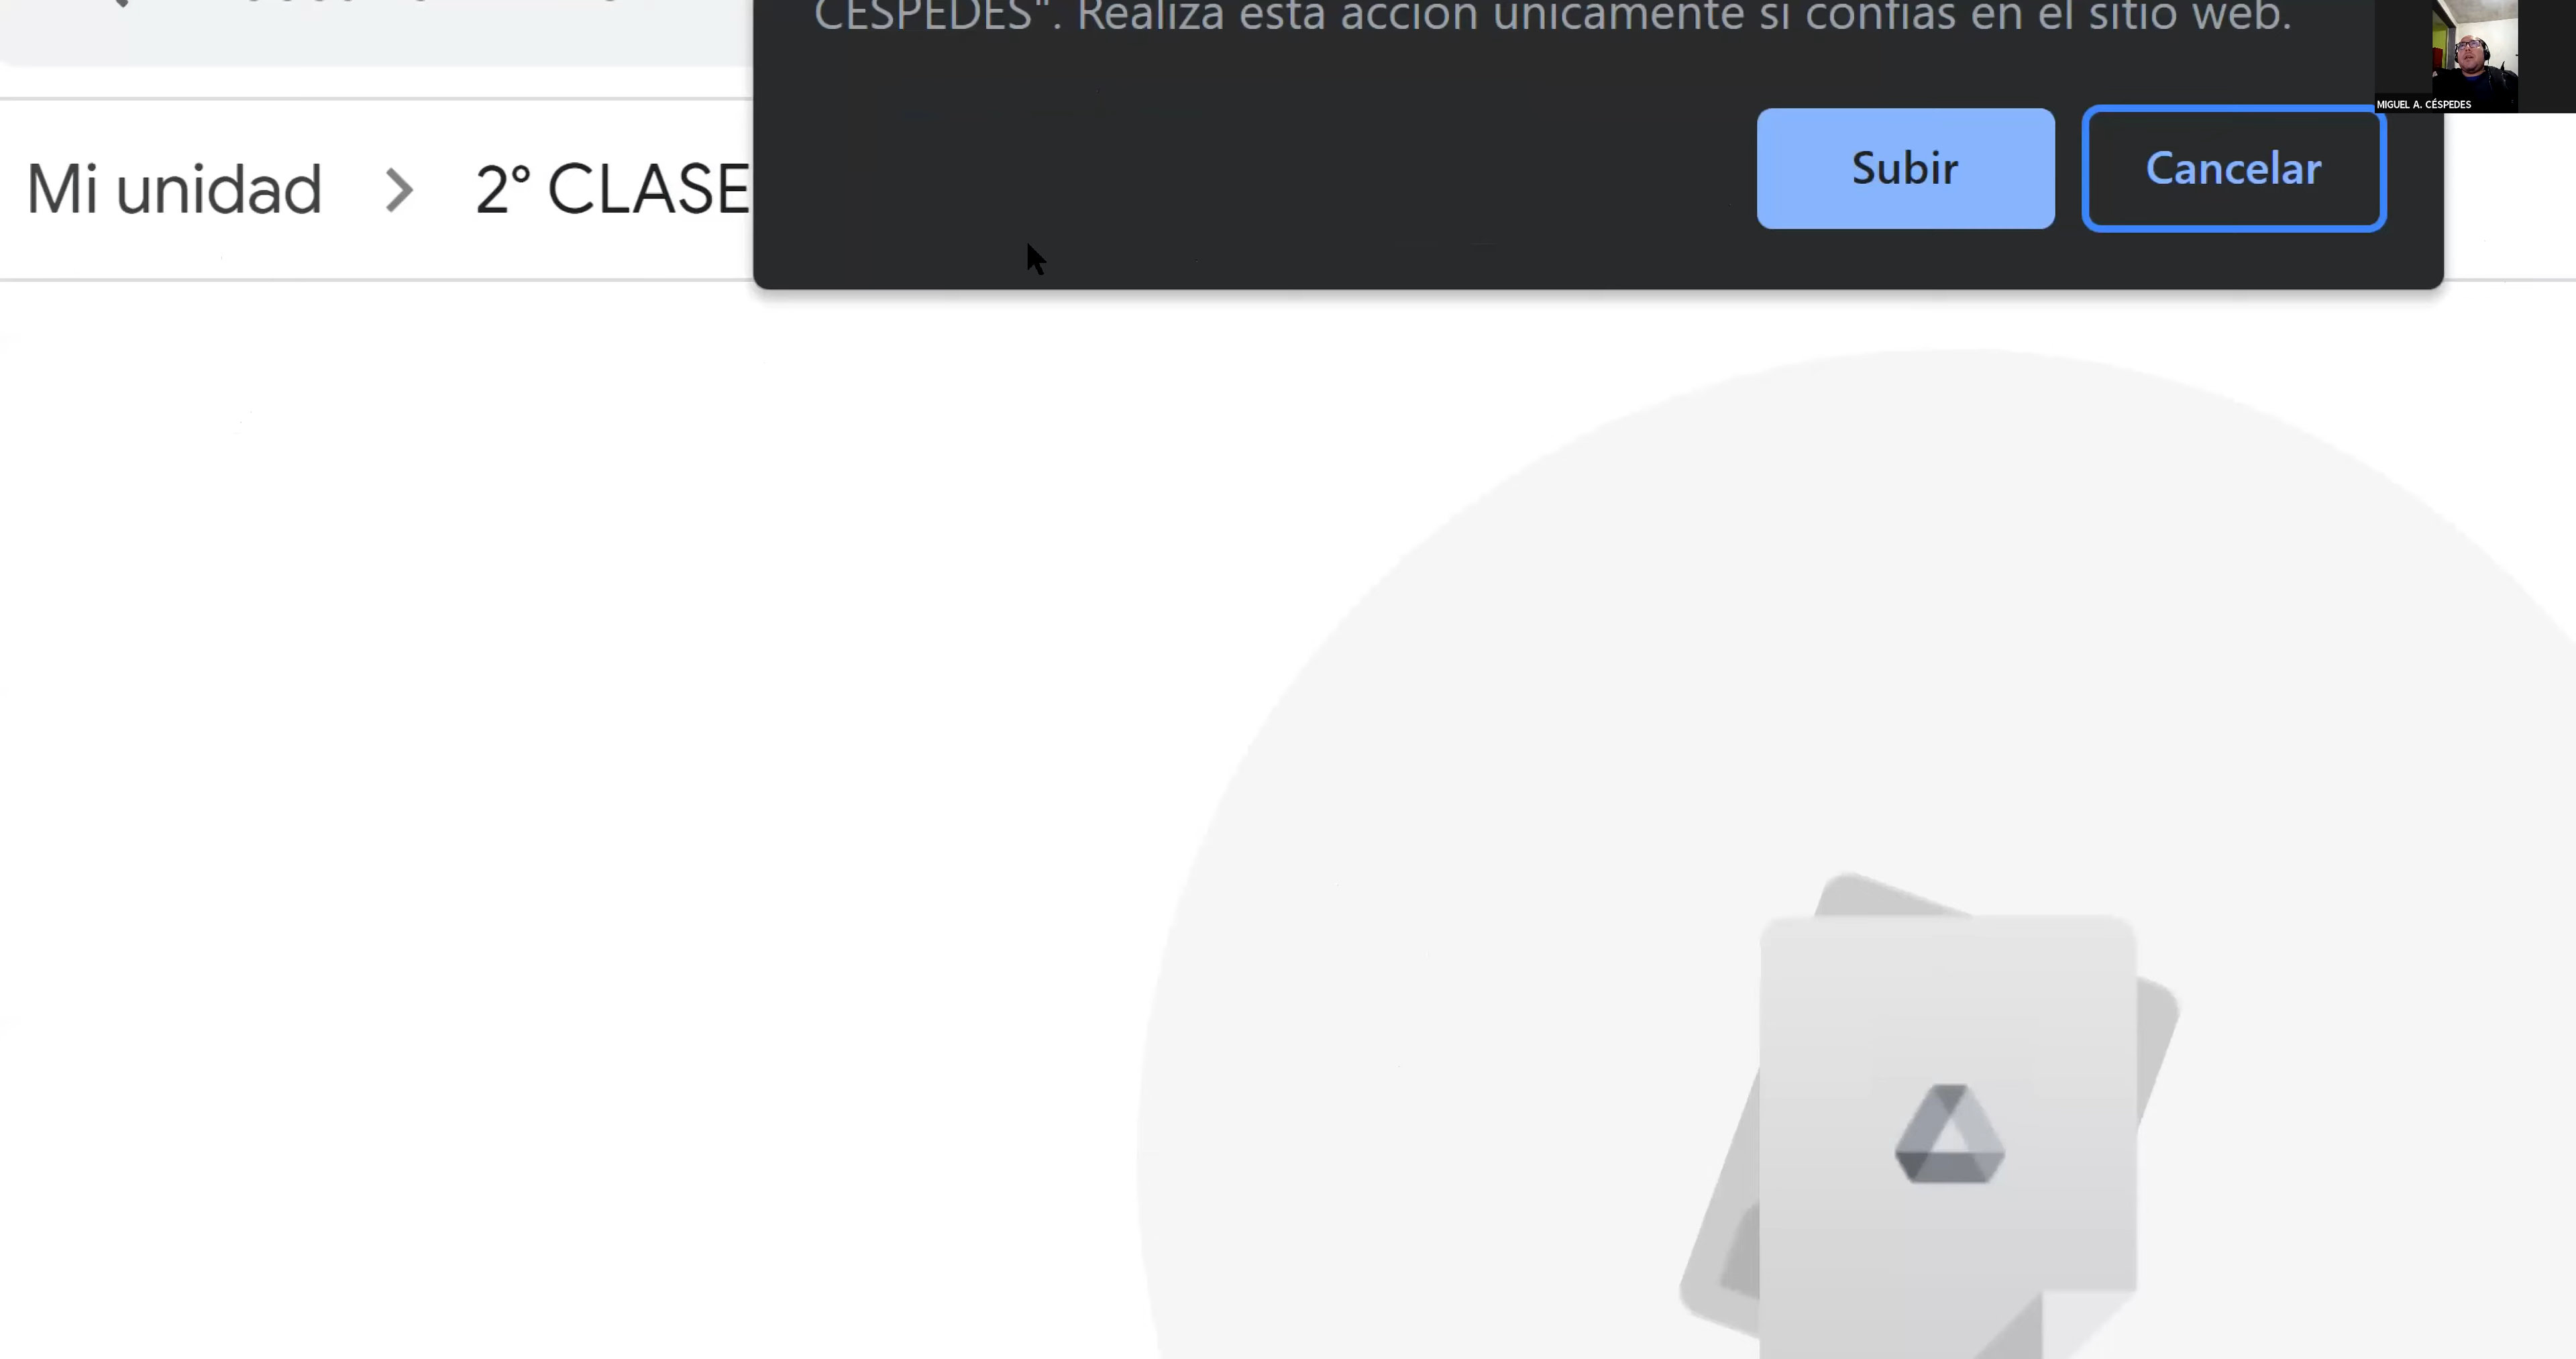 CESPEDES". Realiza esta acción únicamente si confías en el sitio web.
MIGUEL A. CÉSPEDES
Subir
Cancelar
Mi unidad > 2° CLASE